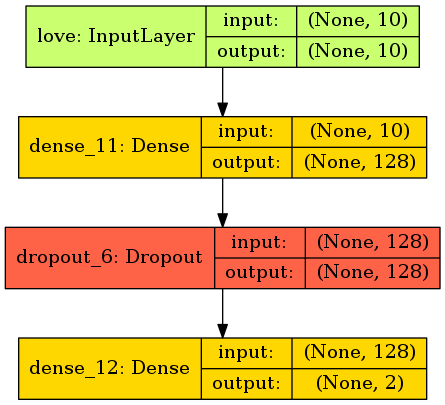 love: InputLayer
input:
(None, 10)
output:
(None, 10)
dense_11: Dense
input:
(None, 10)
output:
(None, 128)
dropout_6: Dropout
input:
(None, 128)
output:
(None, 128)
dense_12: Dense
input:
(None, 128)
output:
(None, 2)